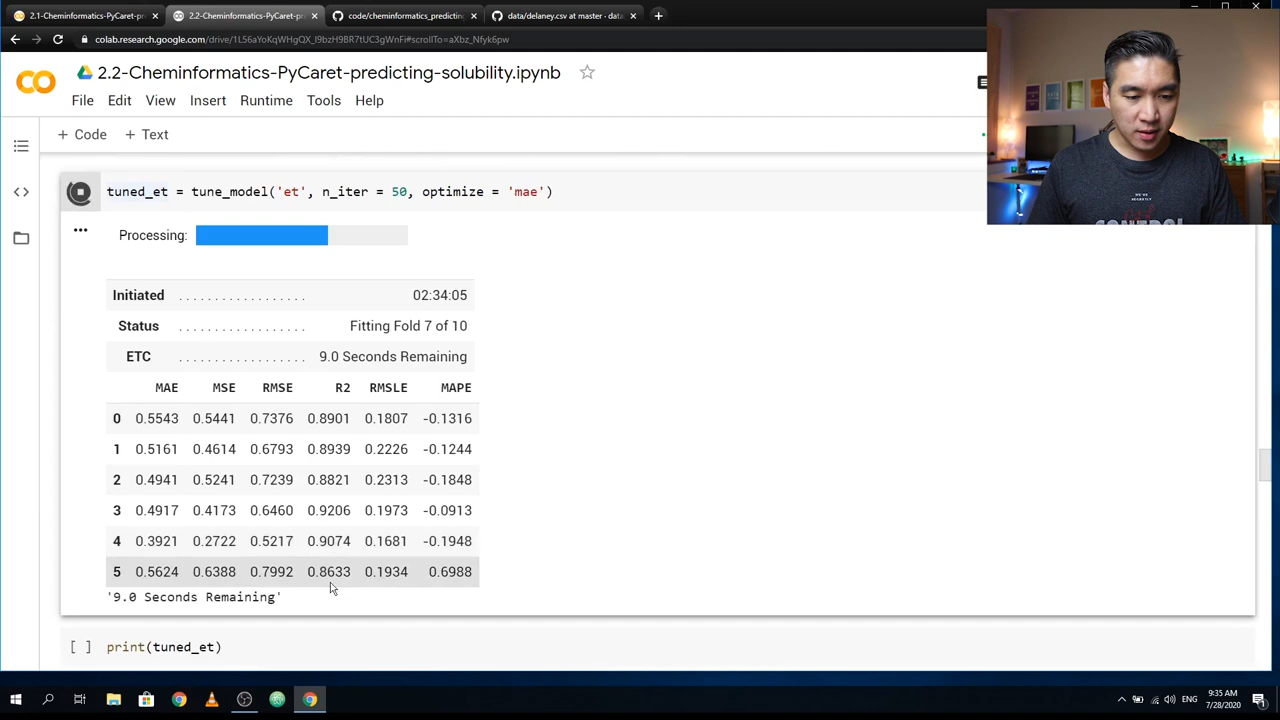 2.1-Cheminformatics-PyCaret-pr
2.2-Cheminformatics-PyCaret-pr
code/cheminformatics_predicting
data/delaney.csv at master · data
colab.research.google.com/drive/1L56aYoKqWHgQX_I9bzH9BR7tUC3gWnFi#scrollTo=aXbz_Nfyk6pw
2.2-Cheminformatics-PyCaret-predicting-solubility.ipynb
File Edit View Insert Runtime Tools Help
+ Code + Text
tuned_et = tune_model('et', n_iter = 50, optimize = 'mae')
Processing:
Initiated .................. 02:34:05
Status .................. Fitting Fold 7 of 10
ETC .................. 9.0 Seconds Remaining
MAE MSE RMSE R2 RMSLE MAPE
0 0.5543 0.5441 0.7376 0.8901 0.1807 -0.1316
1 0.5161 0.4614 0.6793 0.8939 0.2226 -0.1244
2 0.4941 0.5241 0.7239 0.8821 0.2313 -0.1848
3 0.4917 0.4173 0.6460 0.9206 0.1973 -0.0913
4 0.3921 0.2722 0.5217 0.9074 0.1681 -0.1948
5 0.5624 0.6388 0.7992 0.8633 0.1934 0.6988
'9.0 Seconds Remaining'
[ ] print(tuned_et)
ENG
9:35 AM
7/28/2020